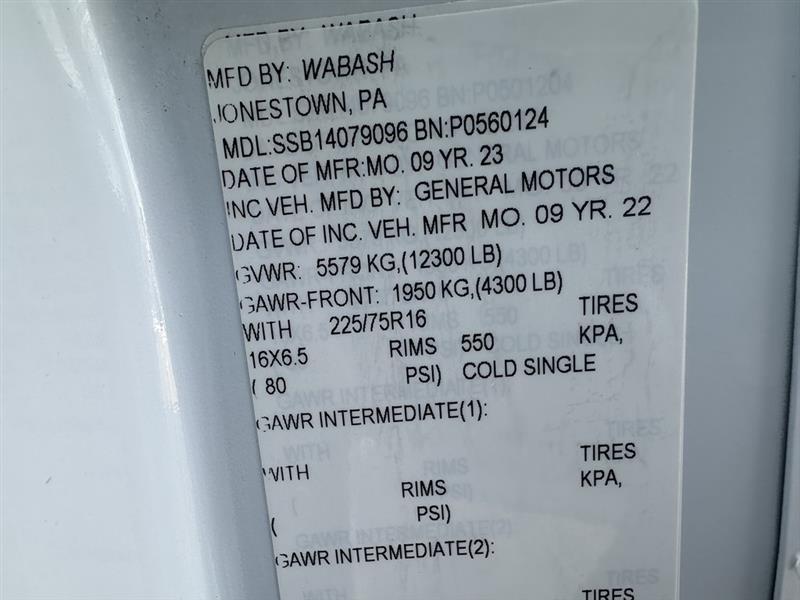 MFD BY: WABASH
JONESTOWN, PA
MDL:SSB14079096 BN:P0560124
DATE OF MFR:MO. 09 YR. 23
INC VEH. MFD BY: GENERAL MOTORS
DATE OF INC. VEH. MFR MO. 09 YR. 22
GVWR: 5579 KG,(12300 LB)
GAWR-FRONT: 1950 KG,(4300 LB)
WITH 225/75R16 TIRES
16X6.5 RIMS 550 KPA,
( 80 PSI) COLD SINGLE
GAWR INTERMEDIATE(1):
WITH TIRES
RIMS KPA,
( PSI)
GAWR INTERMEDIATE(2):
TIRES